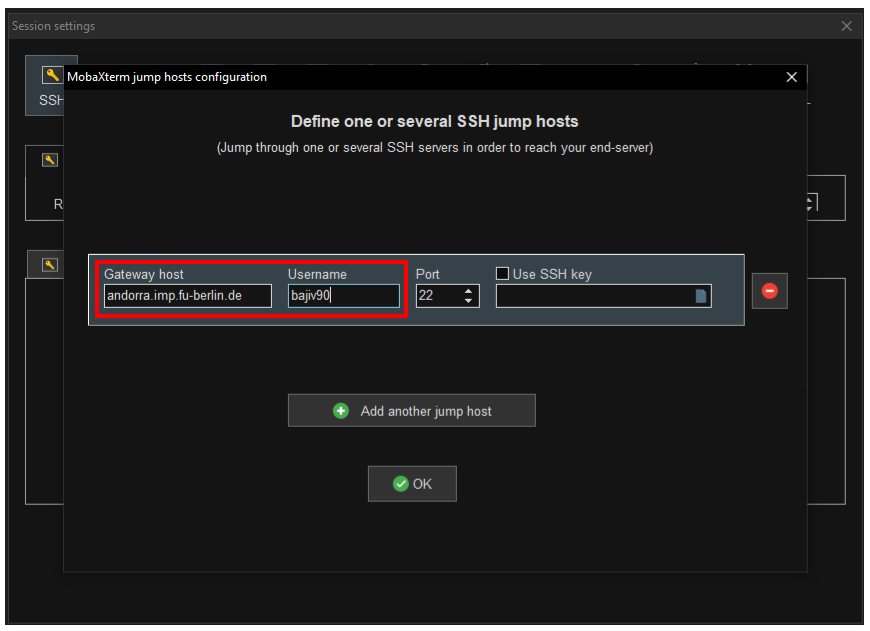 Session settings
SSH
MobaXterm jump hosts configuration
Define one or several SSH jump hosts
(Jump through one or several SSH servers in order to reach your end-server)
R
Gateway host Username Port Use SSH key
andorra.imp.fu-berlin.de bajiv90 22
Add another jump host
OK